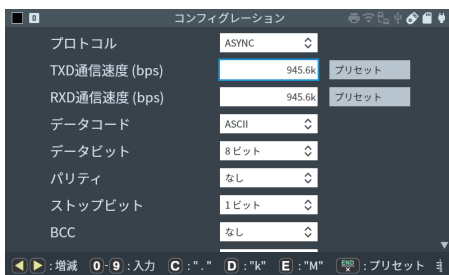 0 コンフィグレーション
プロトコル ASYNC
TXD通信速度 (bps) 945.6k プリセット
RXD通信速度 (bps) 945.6k プリセット
データコード ASCII
データビット 8ビット
パリティ なし
ストップビット 1ビット
BCC なし
:増減 0-9:入力 C:"." D:"k" E:"M" END ×:プリセット